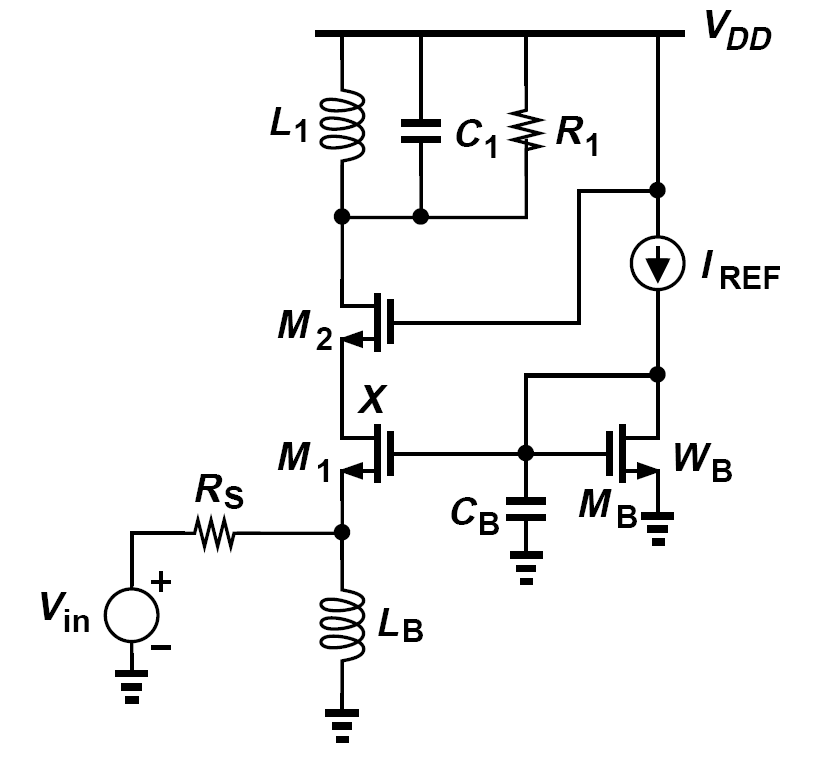 VDD
L1
C1
R1
IREF
M2
X
M1
WB
RS
CB
MB
Vin
+
−
LB